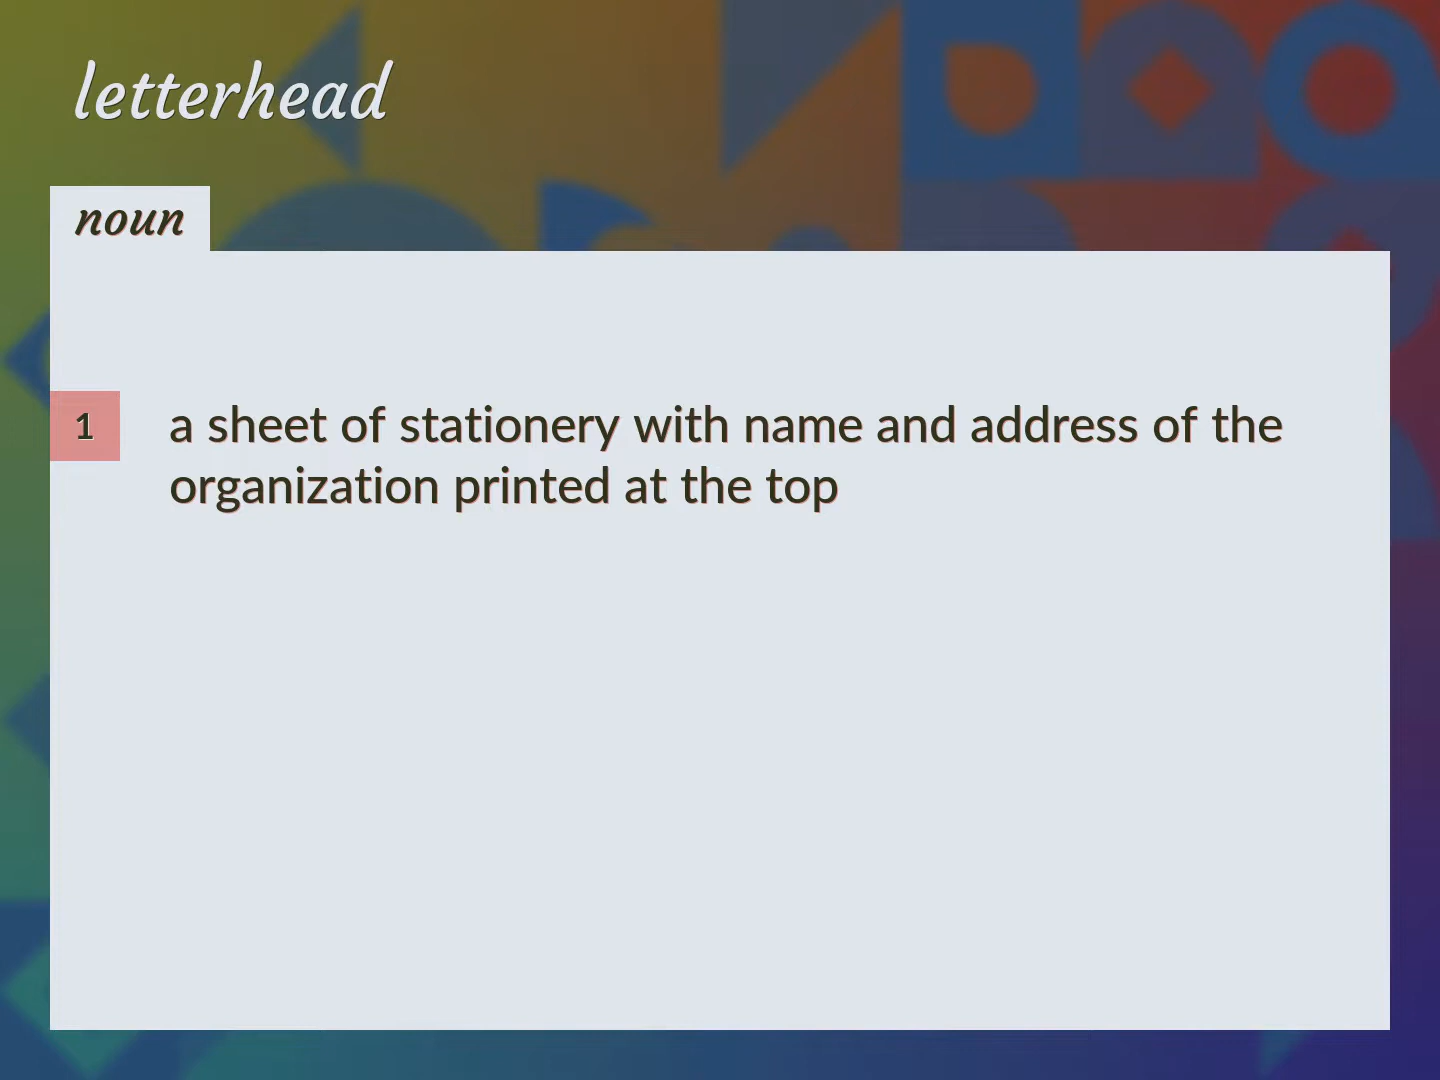 letterhead
noun
1 a sheet of stationery with name and address of the
organization printed at the top